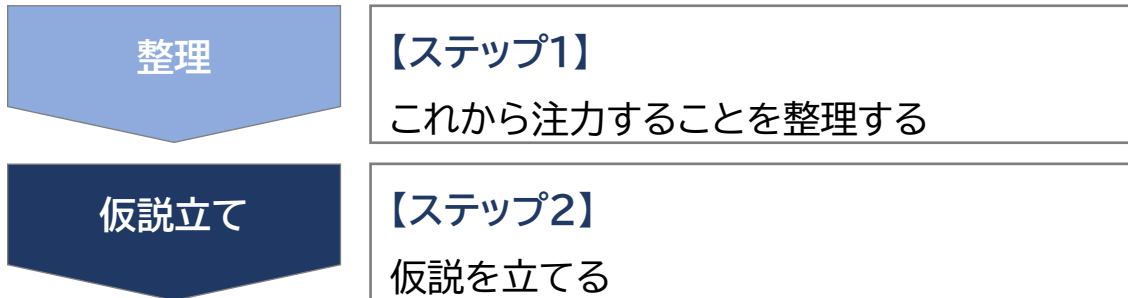 整理
【ステップ1】
これから注力することを整理する
仮説立て
【ステップ2】
仮説を立てる